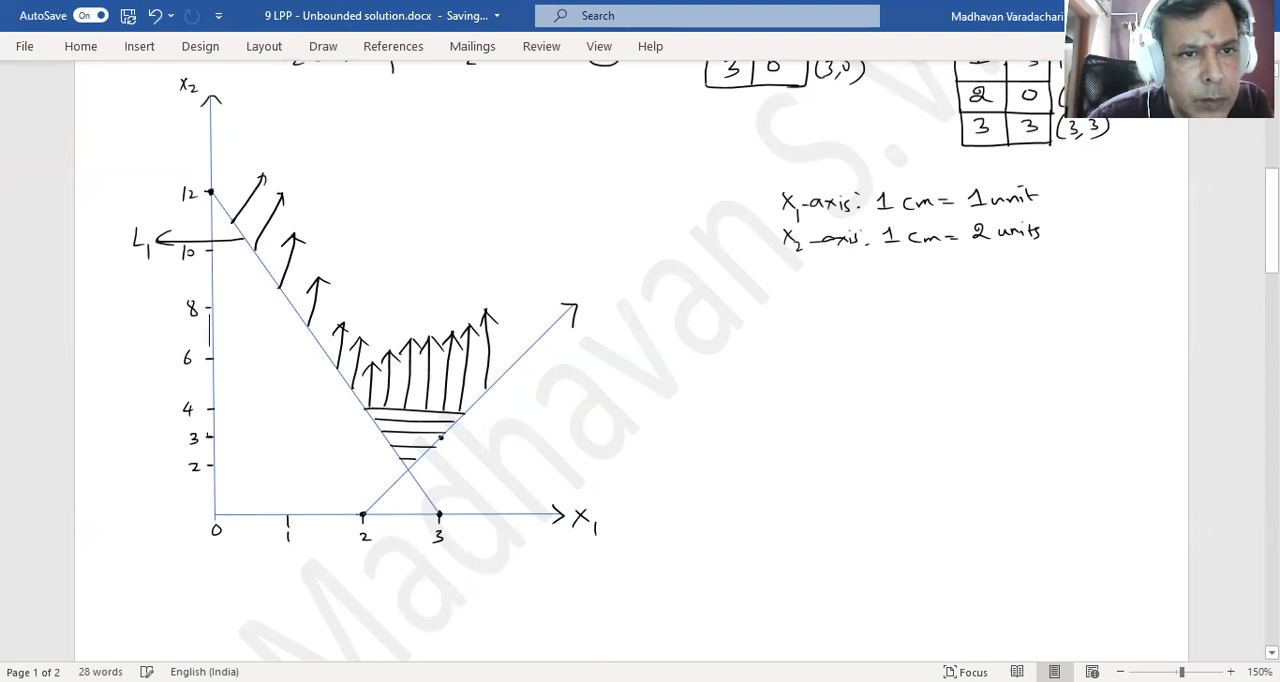 AutoSave On 9 LPP - Unbounded solution.docx - Saving... Search Madhavan Varadachari
File Home Insert Design Layout Draw References Mailings Review View Help
3 0 (3,0)
2 0
3 3 (3,3)
x2
12
L1
10
8
6
4
3
2
0 1 2 3 X1
x1-axis: 1 cm = 1 unit
x2-axis: 1 cm = 2 units
Madhavan S.V.
Page 1 of 2 28 words English (India) Focus 150%